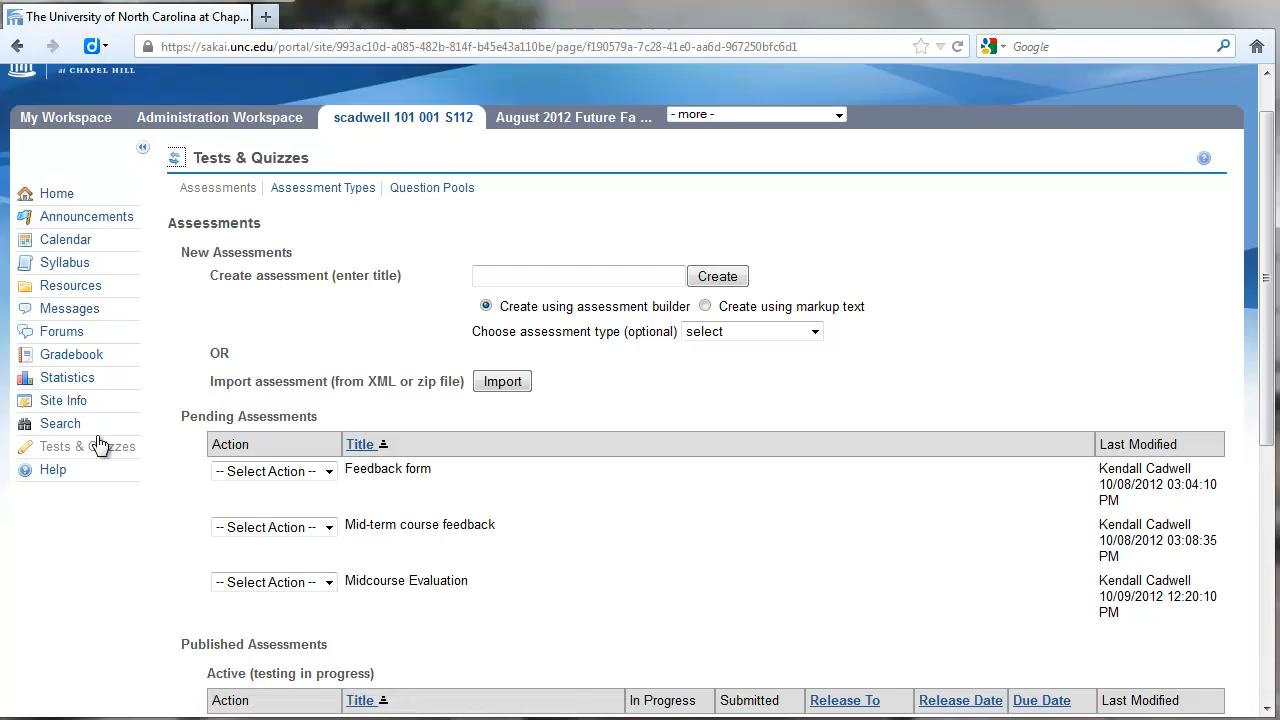 The University of North Carolina at Chap...
https://sakai.unc.edu/portal/site/993ac10d-a085-482b-814f-b45e43a110be/page/f190579a-7c28-41e0-aa63-967250bfc6d1
Google
at CHAPEL HILL
My Workspace
Administration Workspace
scadwell 101 001 S112
August 2012 Future Fa ...
- more -
Tests & Quizzes
Assessments
Assessment Types
Question Pools
Home
Announcements
Calendar
Syllabus
Resources
Messages
Forums
Gradebook
Statistics
Site Info
Search
Tests & Quizzes
Help
Assessments
New Assessments
Create assessment (enter title)
Create
Create using assessment builder
Create using markup text
Choose assessment type (optional)
select
OR
Import assessment (from XML or zip file)
Import
Pending Assessments
Action
Title
Last Modified
-- Select Action --
Feedback form
Kendall Cadwell
10/08/2012 03:04:10
PM
-- Select Action --
Mid-term course feedback
Kendall Cadwell
10/08/2012 03:08:35
PM
-- Select Action --
Midcourse Evaluation
Kendall Cadwell
10/09/2012 12:20:10
PM
Published Assessments
Active (testing in progress)
Action
Title
In Progress
Submitted
Release To
Release Date
Due Date
Last Modified